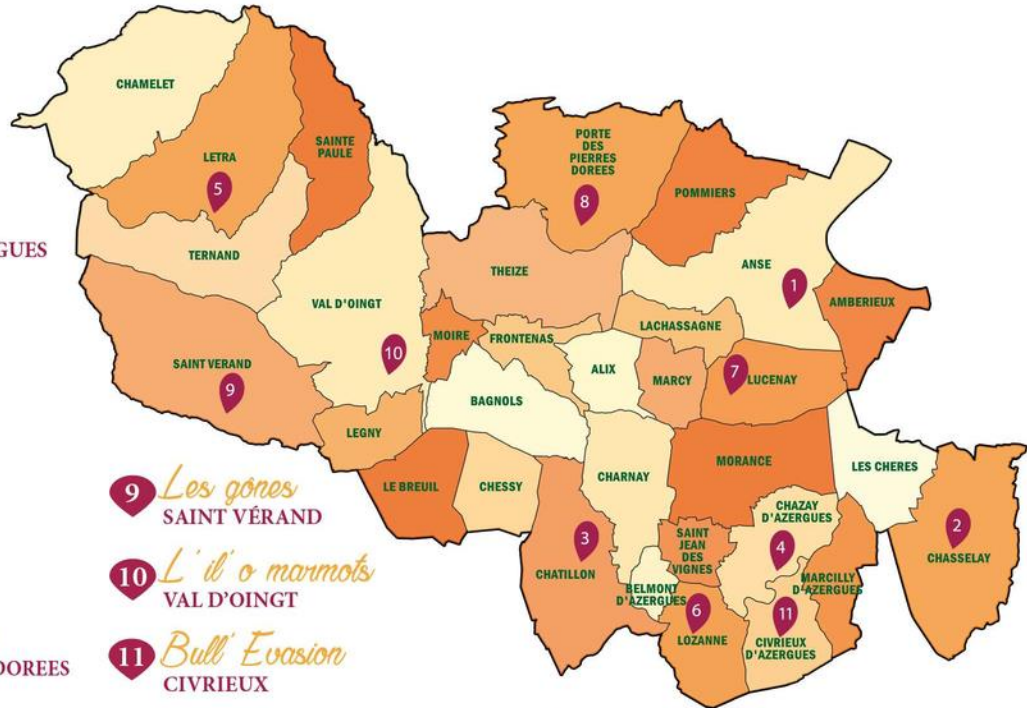 CHAMELET
LETRA
5
SAINTE
PAULE
PORTE
DES
PIERRES
DOREES
8
POMMIERS
GUES
TERNAND
THEIZE
ANSE
1
AMBERIEUX
VAL D'OINGT
10
MOIRE
FRONTENAS
LACHASSAGNE
SAINT VERAND
9
ALIX
MARCY
7
LUCENAY
BAGNOLS
LEGNY
LE BREUIL
CHESSY
CHARNAY
MORANCE
LES CHERES
CHAZAY
D'AZERGUES
4
2
CHASSELAY
3
CHATILLON
SAINT
JEAN
DES
VIGNES
BELMONT
D'AZERGUES
MARCILLY
D'AZERGUES
6
LOZANNE
11
CIVRIEUX
D'AZERGUES
9 Les gônes
SAINT VÉRAND
10 L' il' o marmots
VAL D'OINGT
DOREES
11 Bull' Evasion
CIVRIEUX